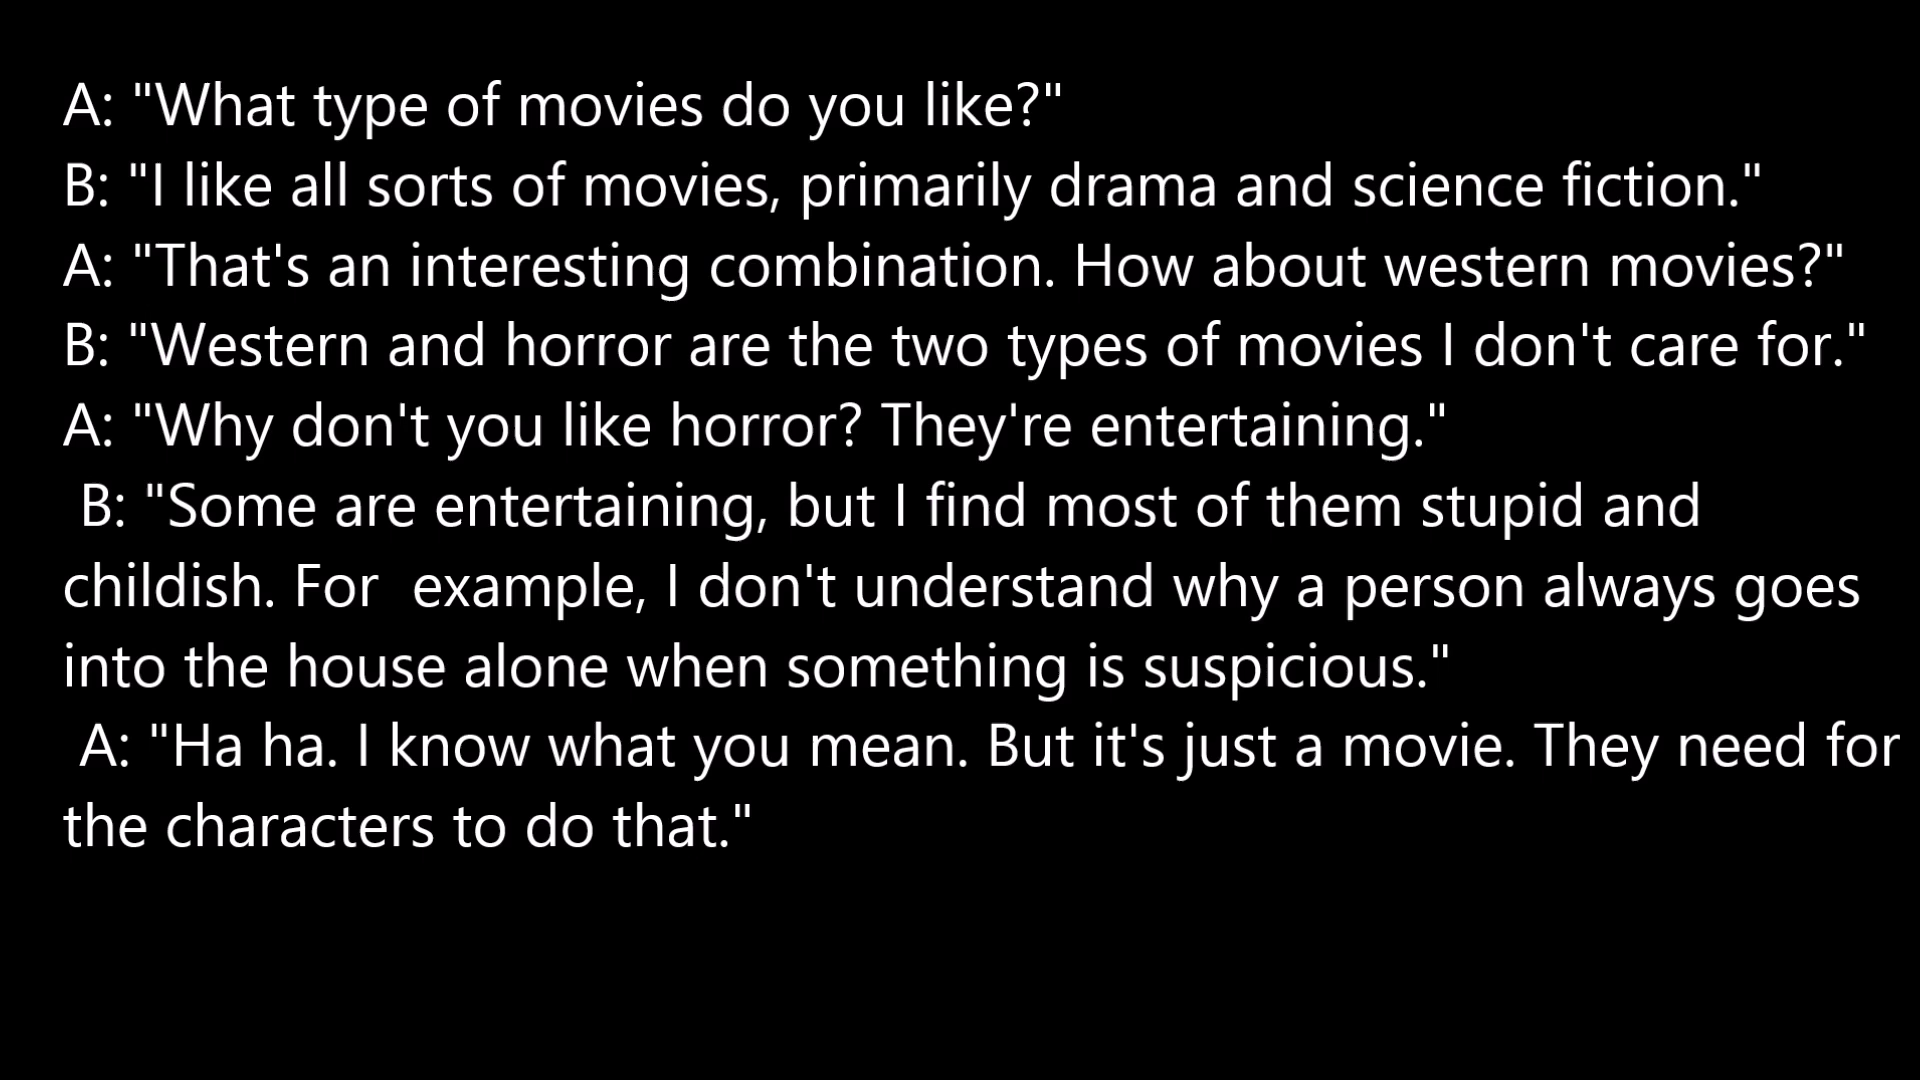 A: "What type of movies do you like?"
B: "I like all sorts of movies, primarily drama and science fiction."
A: "That's an interesting combination. How about western movies?"
B: "Western and horror are the two types of movies I don't care for."
A: "Why don't you like horror? They're entertaining."
B: "Some are entertaining, but I find most of them stupid and
childish. For  example, I don't understand why a person always goes
into the house alone when something is suspicious."
A: "Ha ha. I know what you mean. But it's just a movie. They need for
the characters to do that."